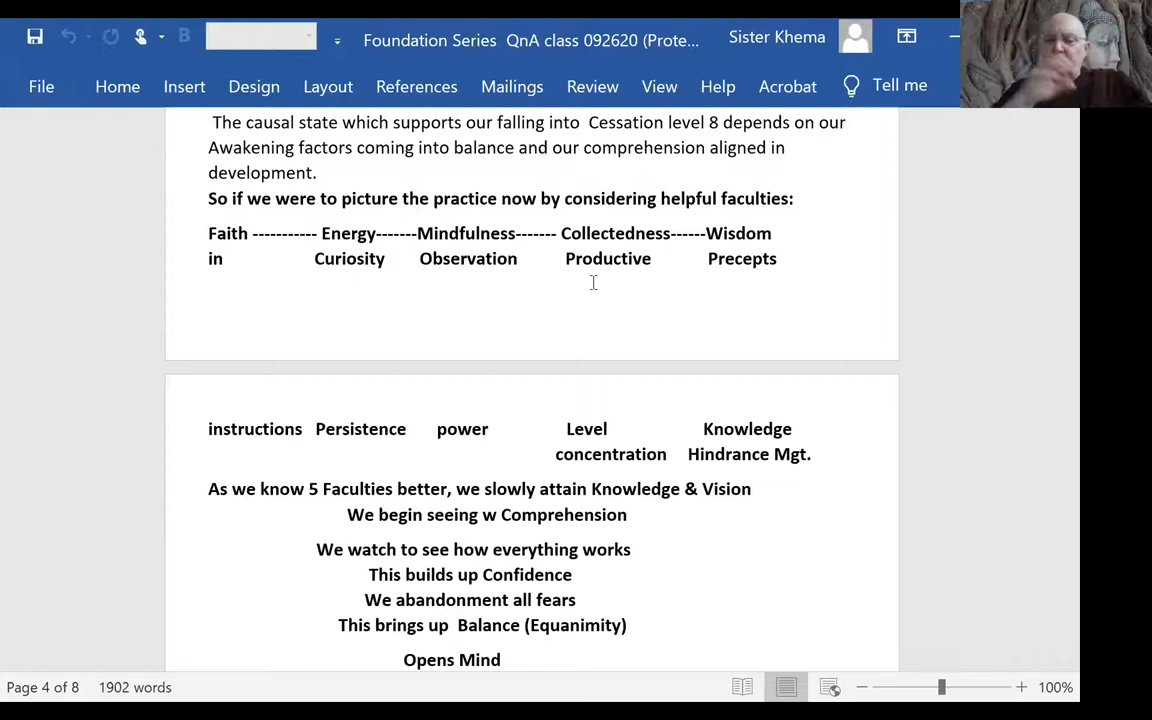 Foundation Series QnA class 092620 (Prote...
Sister Khema
File Home Insert Design Layout References Mailings Review View Help Acrobat Tell me
The causal state which supports our falling into Cessation level 8 depends on our
Awakening factors coming into balance and our comprehension aligned in
development.
So if we were to picture the practice now by considering helpful faculties:
Faith ----------- Energy-------Mindfulness------- Collectedness------Wisdom
in Curiosity Observation Productive Precepts
instructions Persistence power Level Knowledge
concentration Hindrance Mgt.
As we know 5 Faculties better, we slowly attain Knowledge & Vision
We begin seeing w Comprehension
We watch to see how everything works
This builds up Confidence
We abandonment all fears
This brings up Balance (Equanimity)
Opens Mind
Page 4 of 8 1902 words 100%